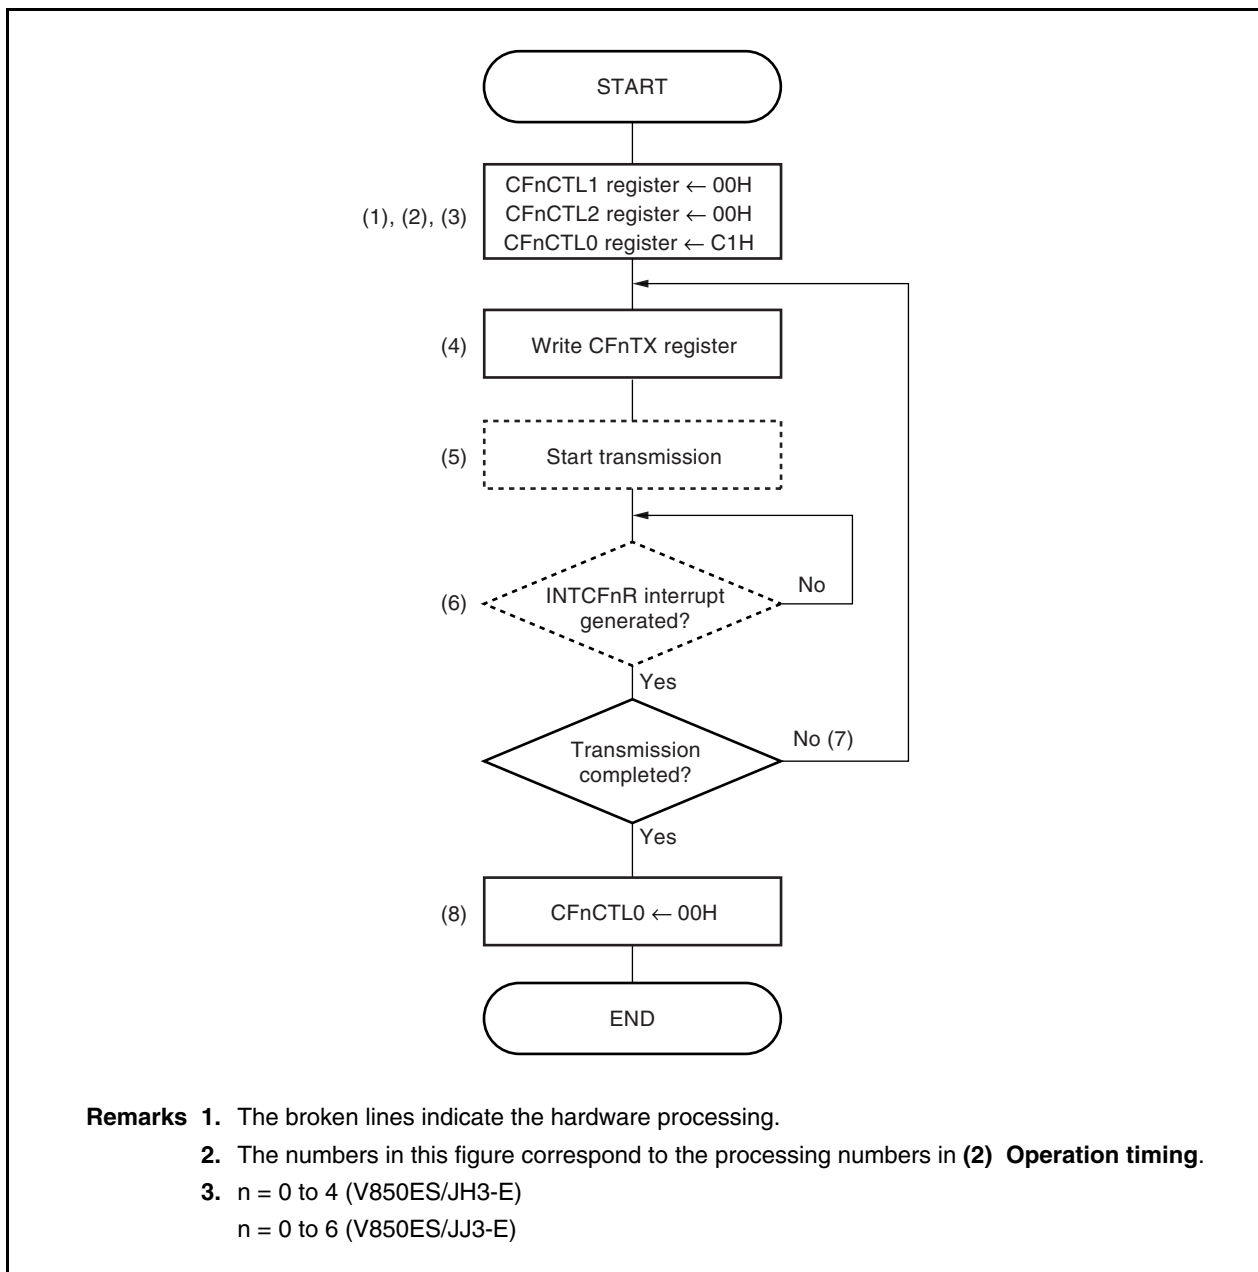 START
CFnCTL1 register ← 00H
CFnCTL2 register ← 00H
CFnCTL0 register ← C1H
(1), (2), (3)
(4)
Write CFnTX register
(5)
Start transmission
(6)
INTCFnR interrupt
generated?
No
Yes
Transmission
completed?
No (7)
Yes
(8)
CFnCTL0 ← 00H
END
Remarks 1. The broken lines indicate the hardware processing.
2. The numbers in this figure correspond to the processing numbers in (2) Operation timing.
3. n = 0 to 4 (V850ES/JH3-E)
n = 0 to 6 (V850ES/JJ3-E)